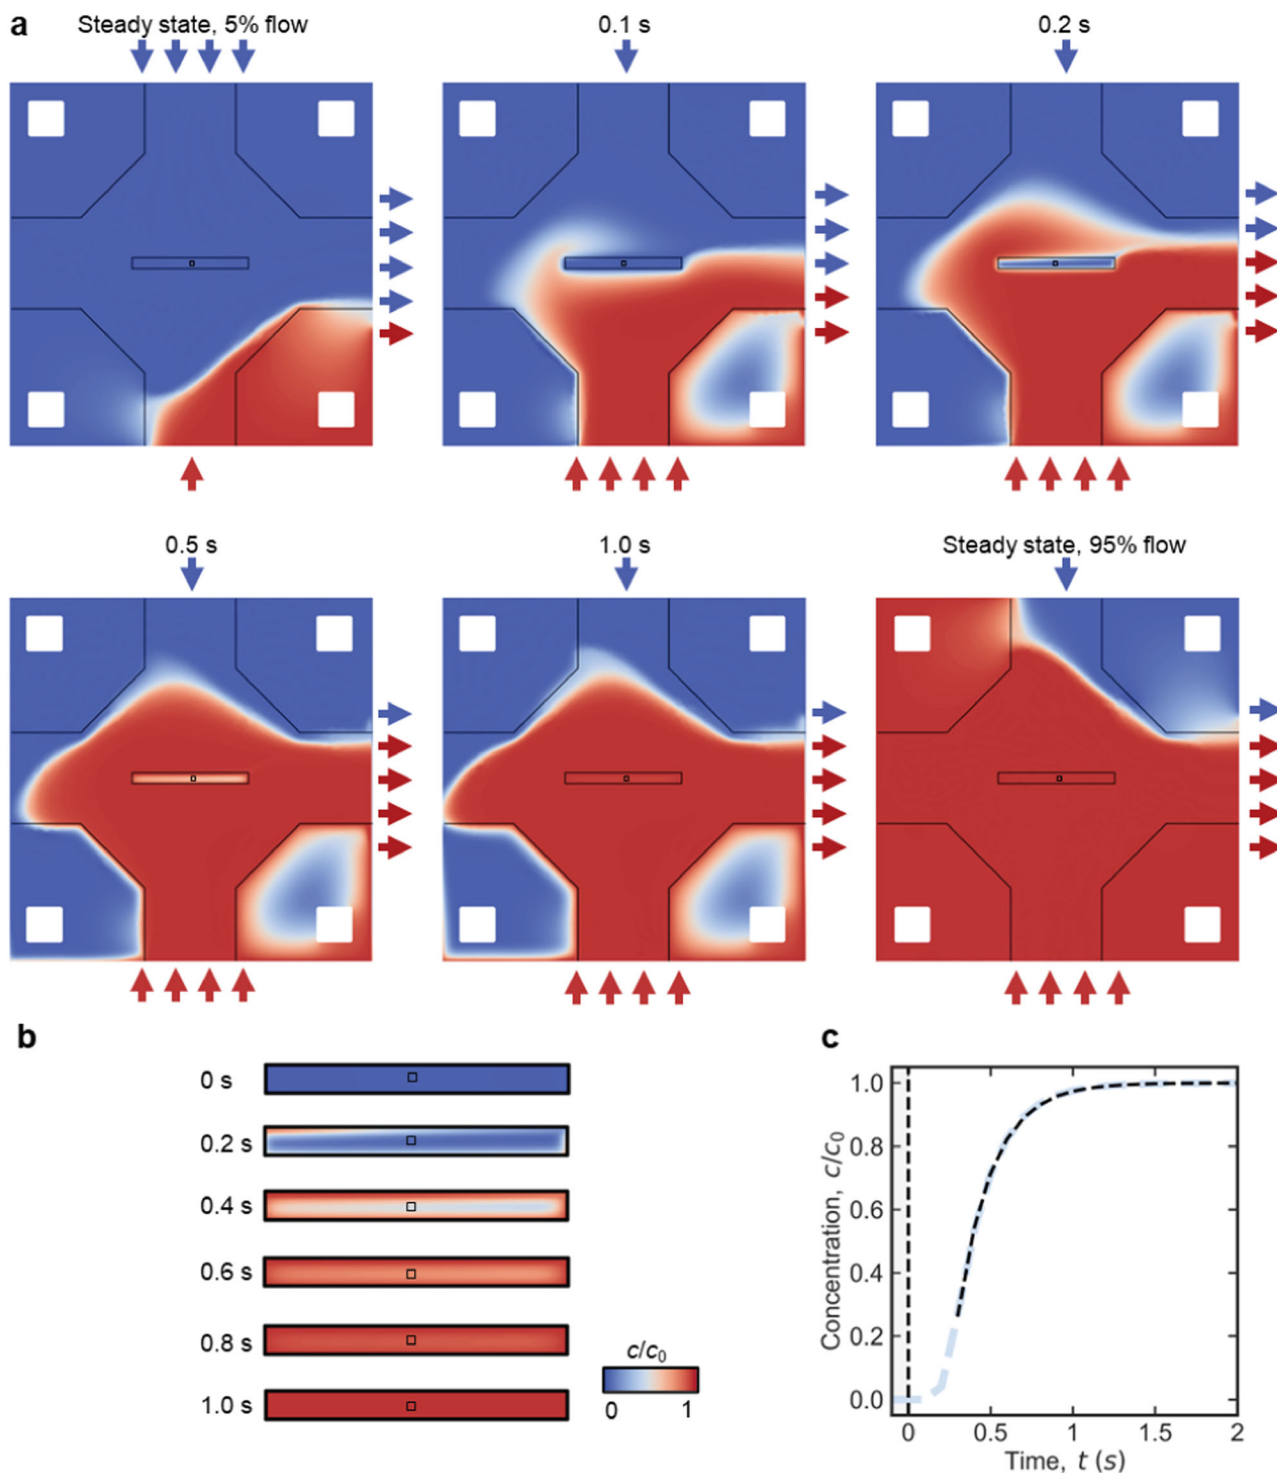 a
Steady state, 5% flow
0.1 s
0.2 s
0.5 s
1.0 s
Steady state, 95% flow
b
0 s
0.2 s
0.4 s
0.6 s
0.8 s
1.0 s
c/c₀
0 1
c
Concentration, c/c₀
1.0
0.8
0.6
0.4
0.2
0.0
0 0.5 1 1.5 2
Time, t (s)